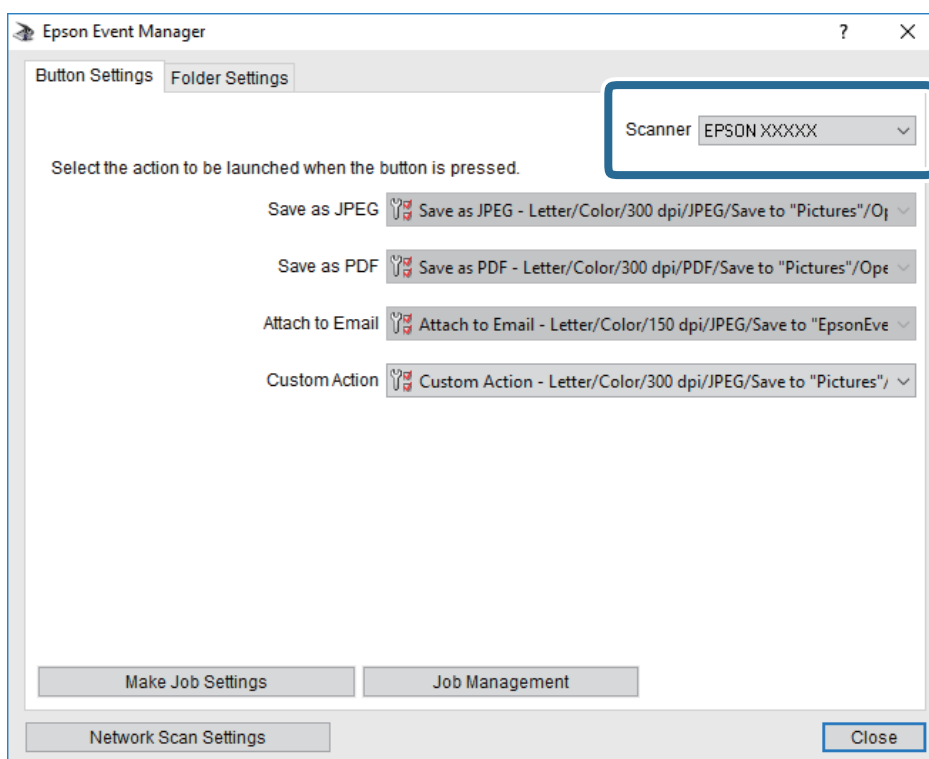 Epson Event Manager
?
Button Settings Folder Settings
Scanner EPSON XXXXX
Select the action to be launched when the button is pressed.
Save as JPEG Save as JPEG - Letter/Color/300 dpi/JPEG/Save to "Pictures"/Op
Save as PDF Save as PDF - Letter/Color/300 dpi/PDF/Save to "Pictures"/Ope
Attach to Email Attach to Email - Letter/Color/150 dpi/JPEG/Save to "EpsonEve
Custom Action Custom Action - Letter/Color/300 dpi/JPEG/Save to "Pictures"/
Make Job Settings Job Management
Network Scan Settings Close